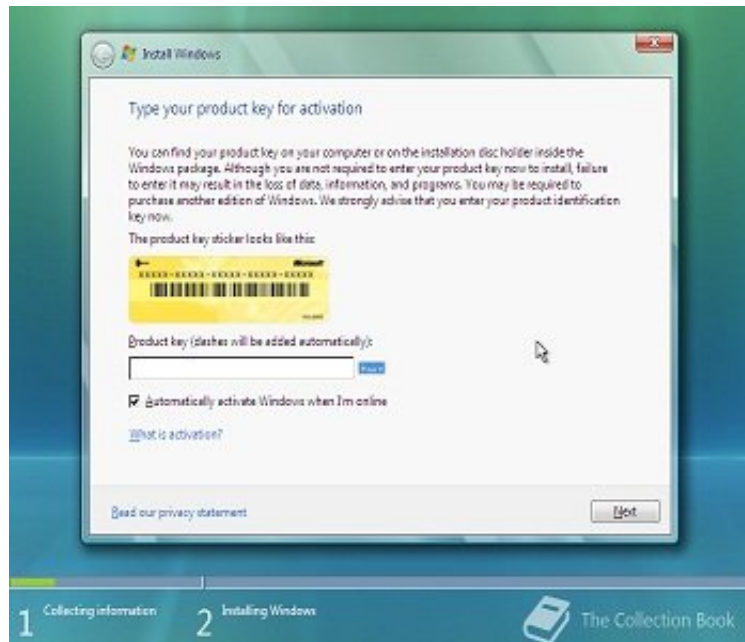 Install Windows
Type your product key for activation
You can find your product key on your computer or on the installation disc holder inside the
Windows package. Although you are not required to enter your product key now to install, failure
to enter it may result in the loss of data, information, and programs. You may be required to
purchase another edition of Windows. We strongly advise that you enter your product identification
key now.
The product key sticker looks like this:
Microsoft
XXXXX-XXXXX-XXXXX-XXXXX-XXXXX
Product key (dashes will be added automatically):
Automatically activate Windows when I'm online
What is activation?
Read our privacy statement
Next
1 Collecting information 2 Installing Windows
The Collection Book